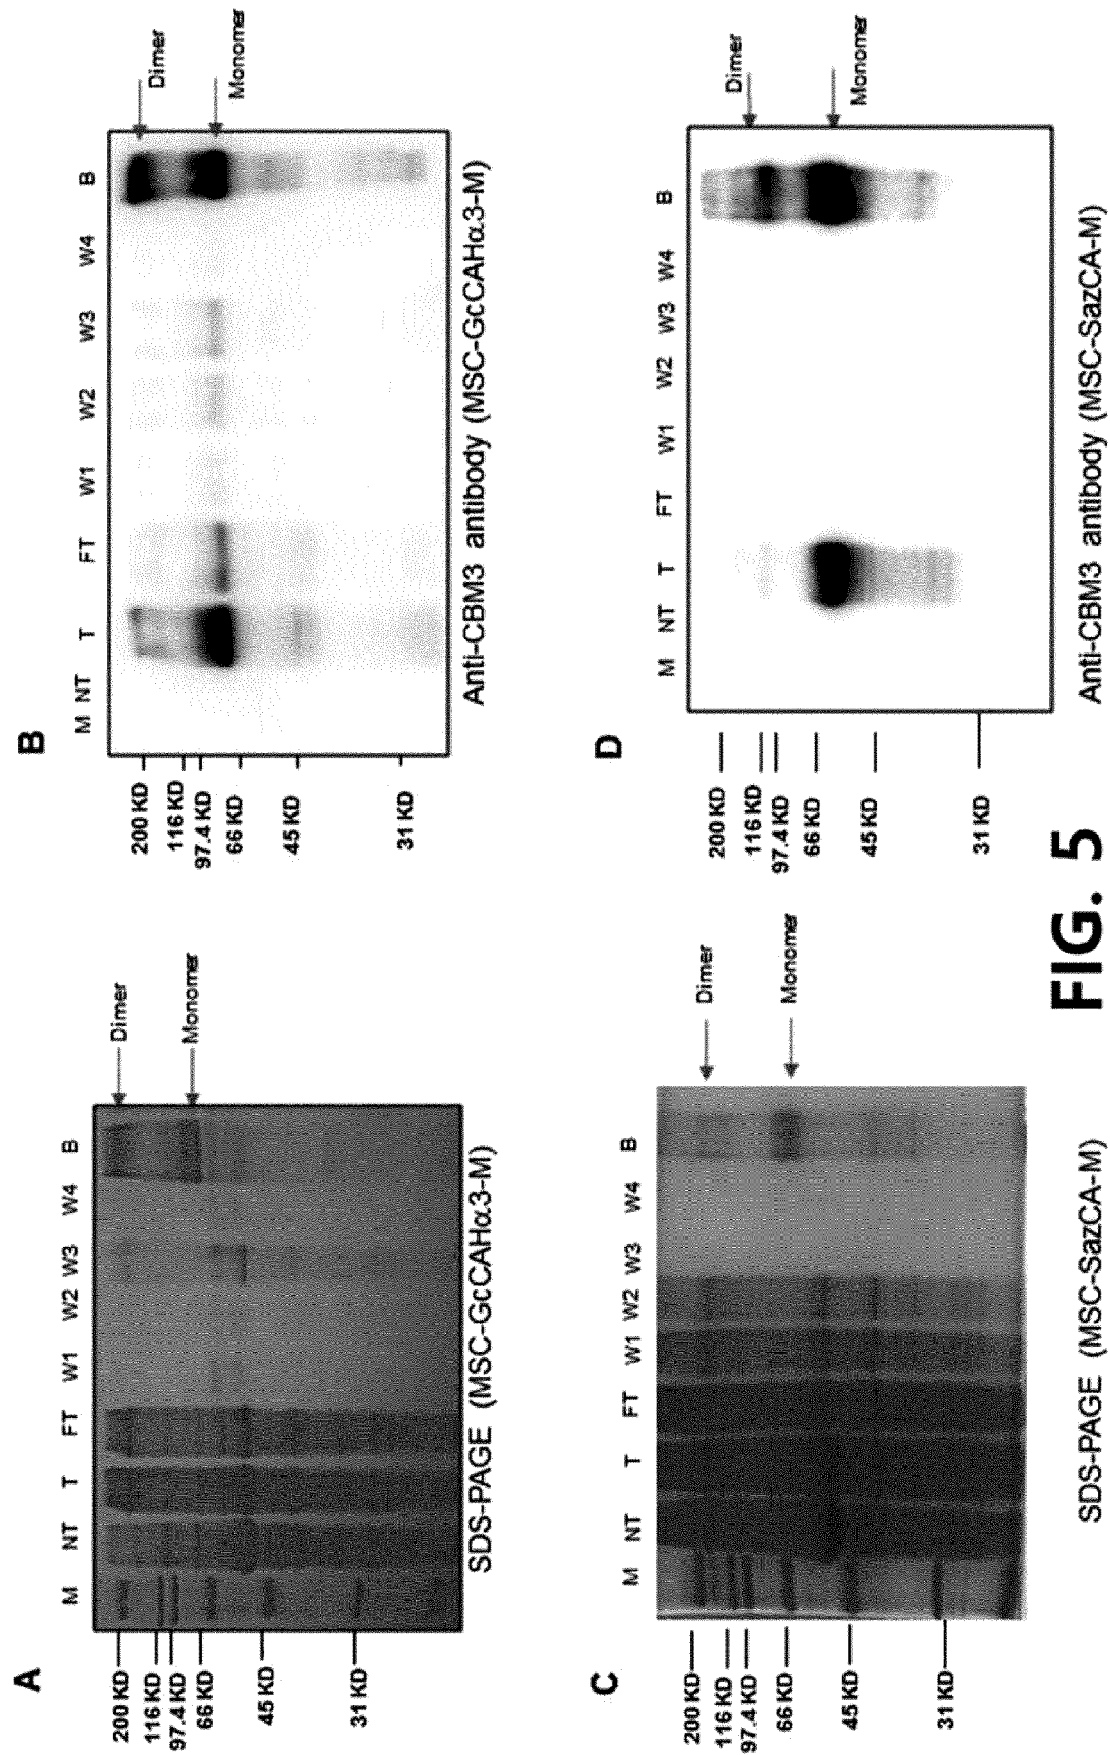 A
M NT T FT W1 W2 W3 W4 B
200 KD
116 KD
97.4 KD
66 KD
45 KD
31 KD
Dimer
Monomer
SDS-PAGE (MSC-GcCAHα3-M)
B
M NT T FT W1 W2 W3 W4 B
200 KD
116 KD
97.4 KD
66 KD
45 KD
31 KD
Dimer
Monomer
Anti-CBM3 antibody (MSC-GcCAHα3-M)
C
M NT T FT W1 W2 W3 W4 B
200 KD
116 KD
97.4 KD
66 KD
45 KD
31 KD
Dimer
Monomer
SDS-PAGE (MSC-SazCA-M)
D
M NT T FT W1 W2 W3 W4 B
200 KD
116 KD
97.4 KD
66 KD
45 KD
31 KD
Dimer
Monomer
Anti-CBM3 antibody (MSC-SazCA-M)
FIG. 5